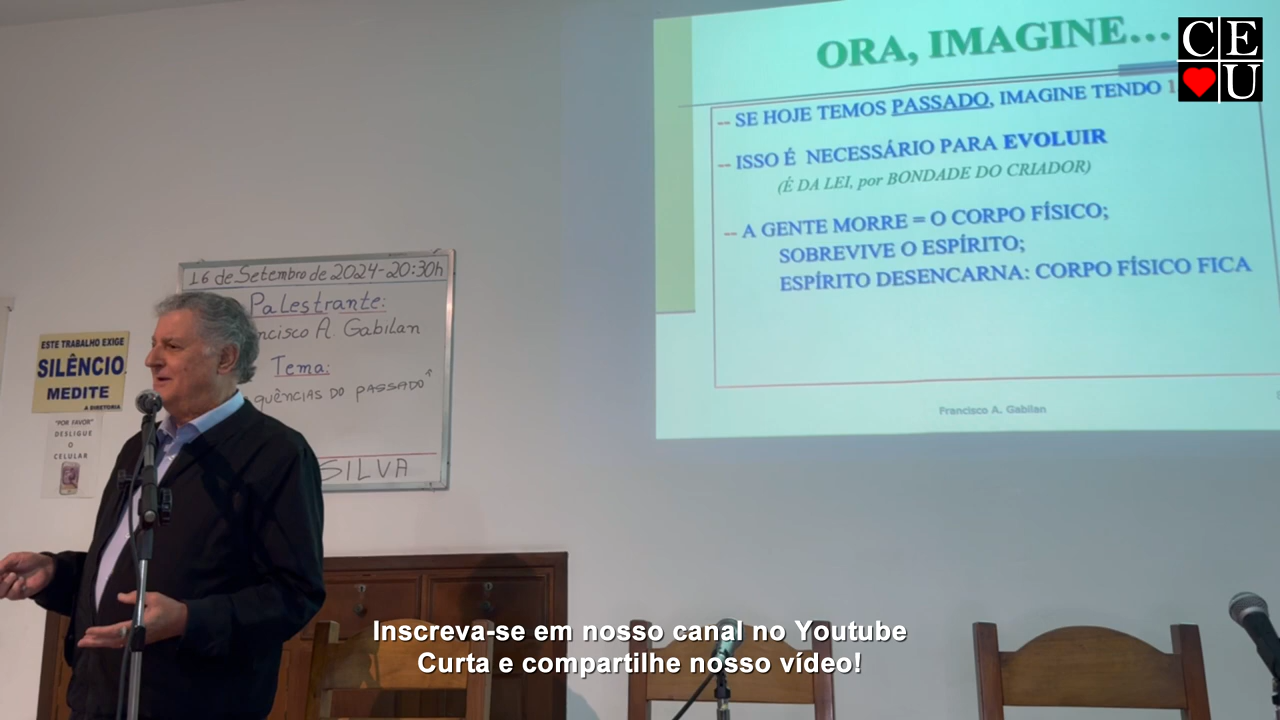 ORA, IMAGINE...
-- SE HOJE TEMOS PASSADO, IMAGINE TENDO
-- ISSO É NECESSÁRIO PARA EVOLUIR
(É DA LEI, por BONDADE DO CRIADOR)
-- A GENTE MORRE = O CORPO FÍSICO;
SOBREVIVE O ESPÍRITO;
ESPÍRITO DESENCARNA: CORPO FÍSICO FICA
Francisco A. Gabilan
CE
U
16 de Setembro de 2024-20:30h
Palestrante:
ncisco A. Gabilan
Tema:
quências do passado"
SILVA
ESTE TRABALHO EXIGE
SILÊNCIO
MEDITE
A DIRETORIA
"POR FAVOR"
DESLIGUE
O
CELULAR
Inscreva-se em nosso canal no Youtube
Curta e compartilhe nosso vídeo!